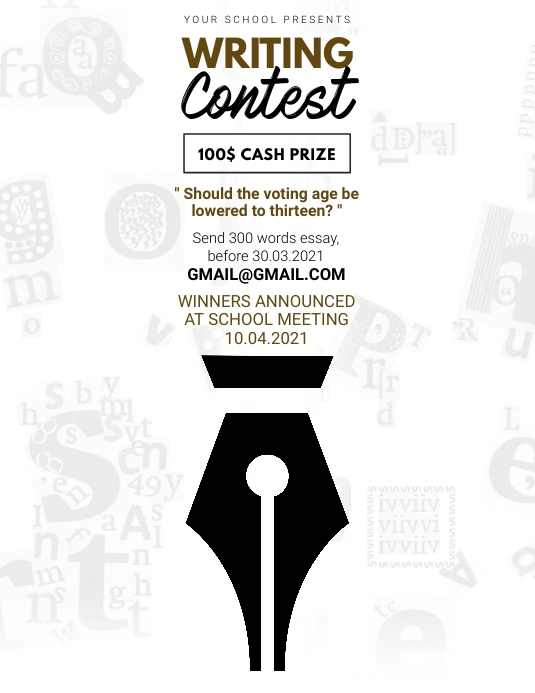 YOUR SCHOOL PRESENTS
WRITING
Contest
100$ CASH PRIZE
" Should the voting age be
lowered to thirteen? "
Send 300 words essay,
before 30.03.2021
GMAIL@GMAIL.COM
WINNERS ANNOUNCED
AT SCHOOL MEETING
10.04.2021